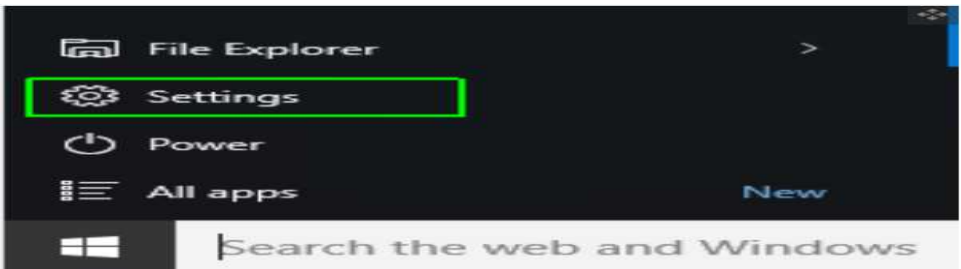 File Explorer >
Settings
Power
All apps New
Search the web and Windows